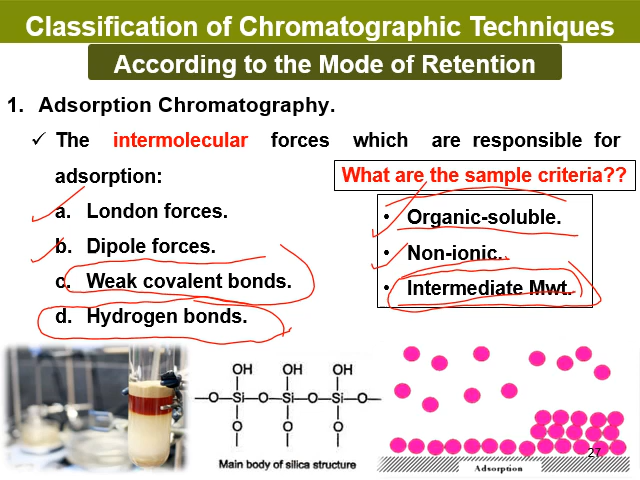 Classification of Chromatographic Techniques
According to the Mode of Retention
1. Adsorption Chromatography.
✓ The intermolecular forces which are responsible for
adsorption:
a. London forces.
b. Dipole forces.
c. Weak covalent bonds.
d. Hydrogen bonds.
What are the sample criteria??
• Organic-soluble.
• Non-ionic.
• Intermediate Mwt.
OH OH OH
—O—Si—O—Si—O—Si—O—
O O O
Main body of silica structure
Adsorption
27